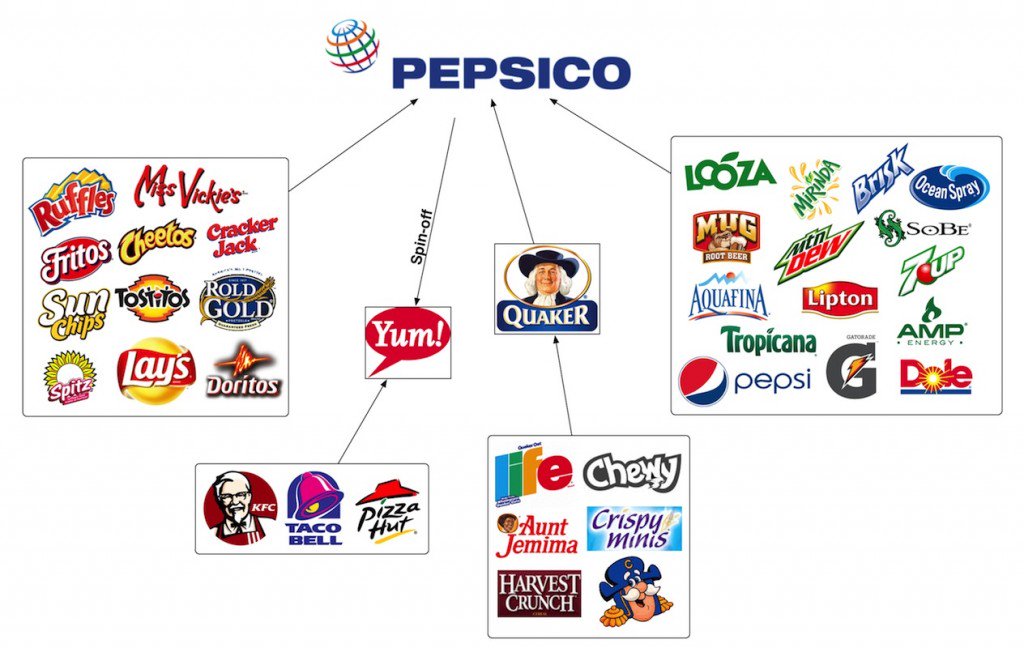 PEPSICO
Ruffles
Miss Vickie's
Fritos
Cheetos
Cracker
Jack
Sun
Chips
Tostitos
ROLD
GOLD
Spitz
Lay's
Doritos
Spin-off
Yum!
KFC
TACO
BELL
Pizza
Hut
QUAKER
life
Chewy
Aunt
Jemima
Crispy
minis
HARVEST
CRUNCH
CEREAL
LOOZA
MIRINDA
BRISK
Ocean Spray
MUG
ROOT BEER
Mtn
DEW
SoBe
7UP
AQUAFINA
Lipton
AMP
ENERGY
Tropicana
GATORADE
G
pepsi
Dole